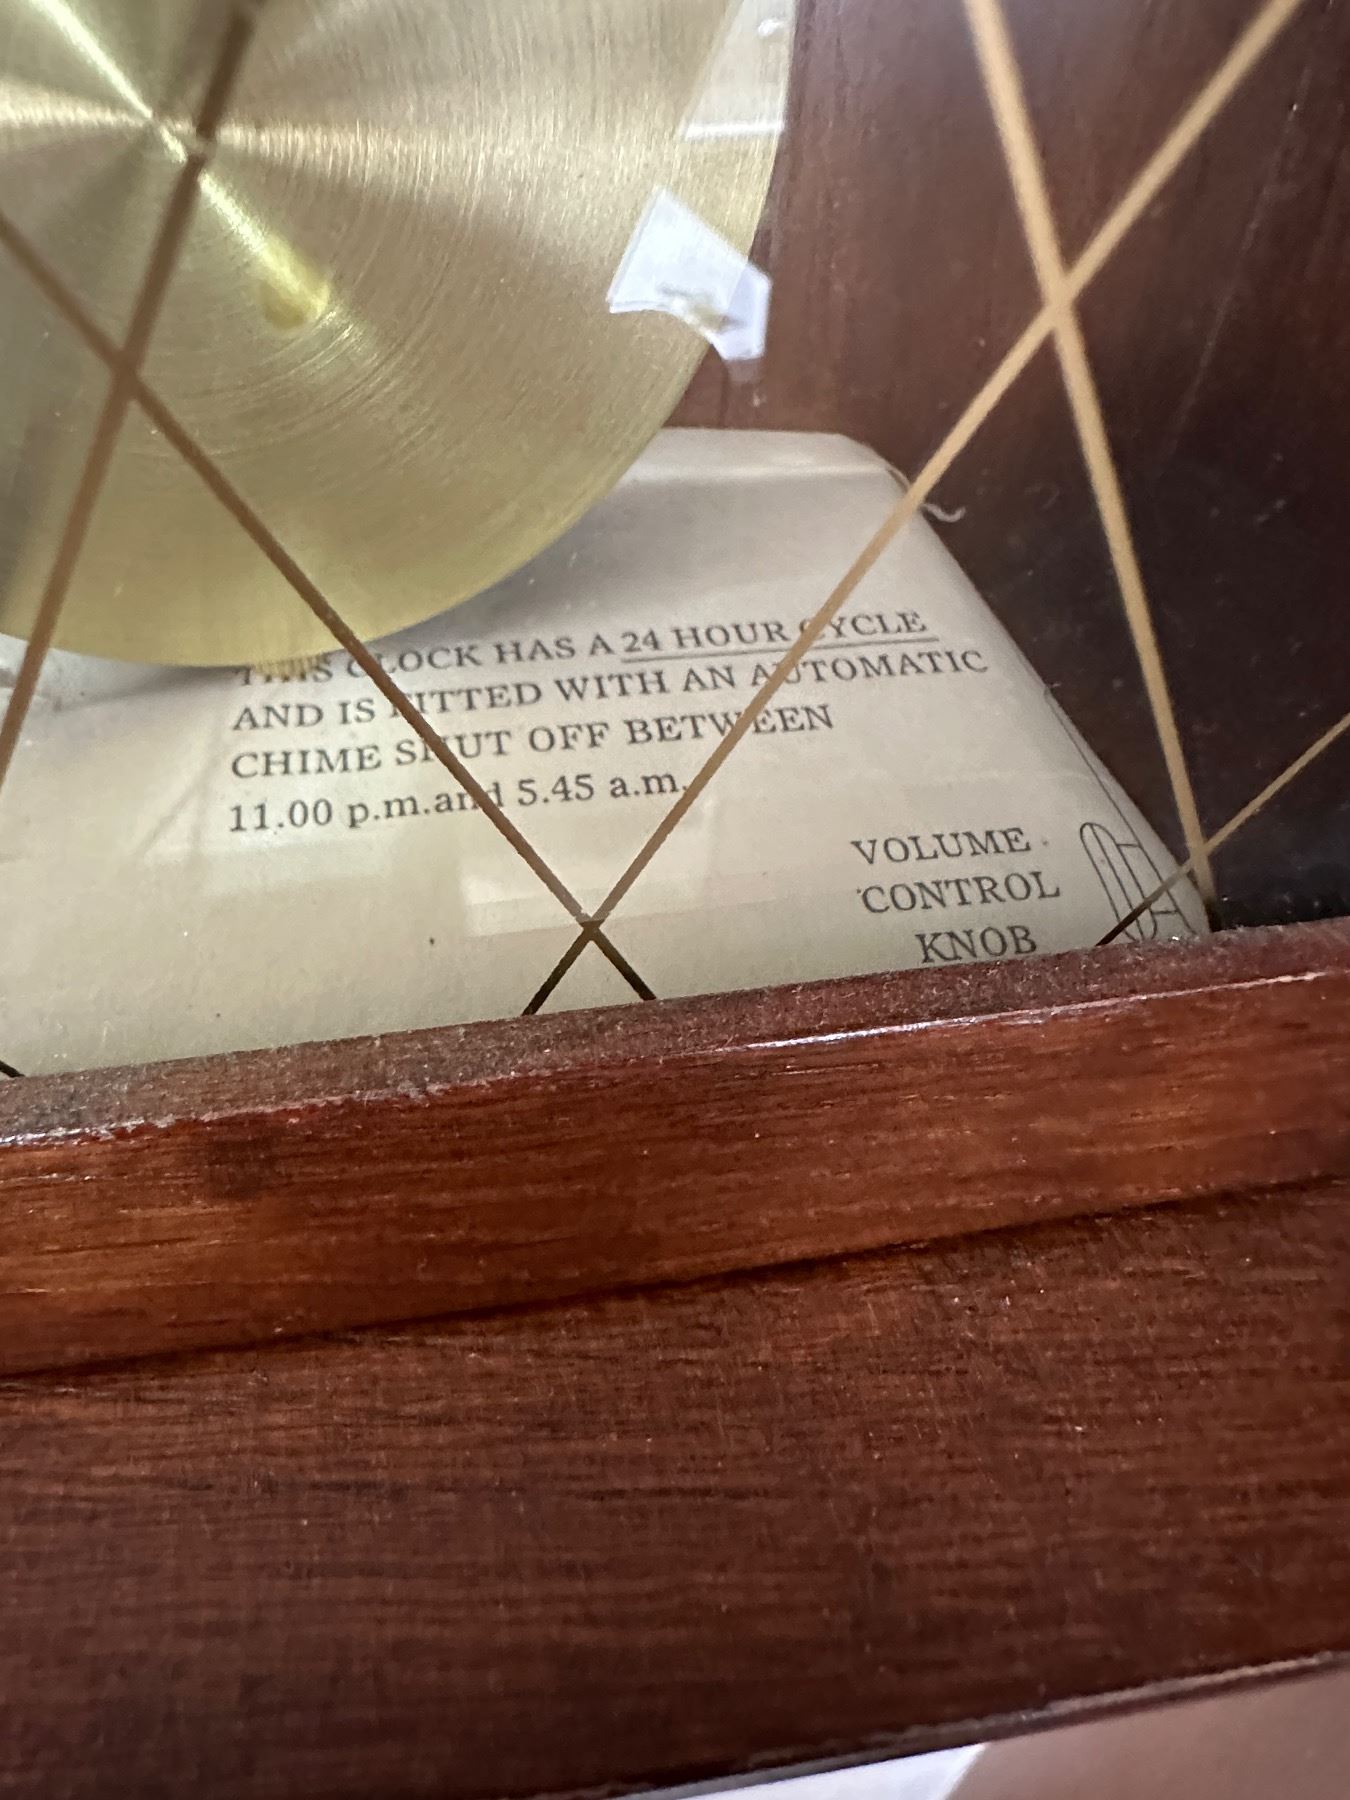 THIS CLOCK HAS A 24 HOUR CYCLE
AND IS FITTED WITH AN AUTOMATIC
CHIME SHUT OFF BETWEEN
11.00 p.m.and 5.45 a.m.
VOLUME
CONTROL
KNOB